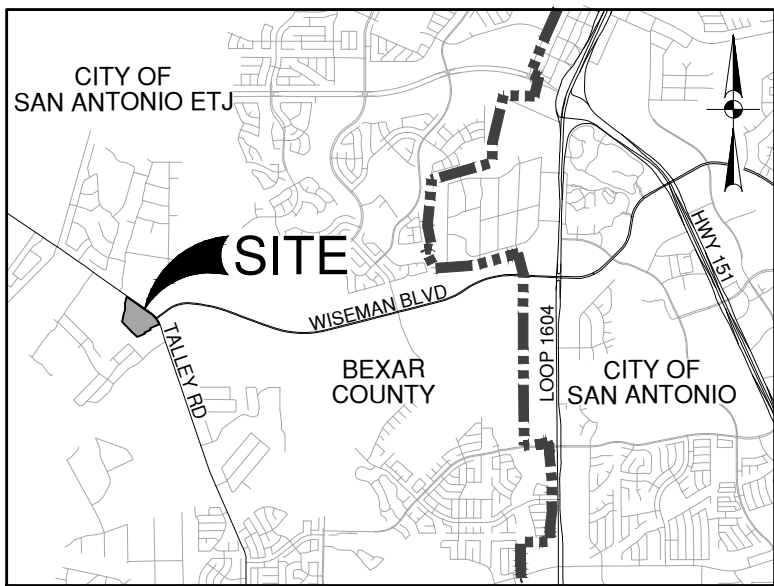 CITY OF
SAN ANTONIO ETJ
SITE
HWY 151
WISEMAN BLVD
TALLEY RD
LOOP 1604
BEXAR
COUNTY
CITY OF
SAN ANTONIO